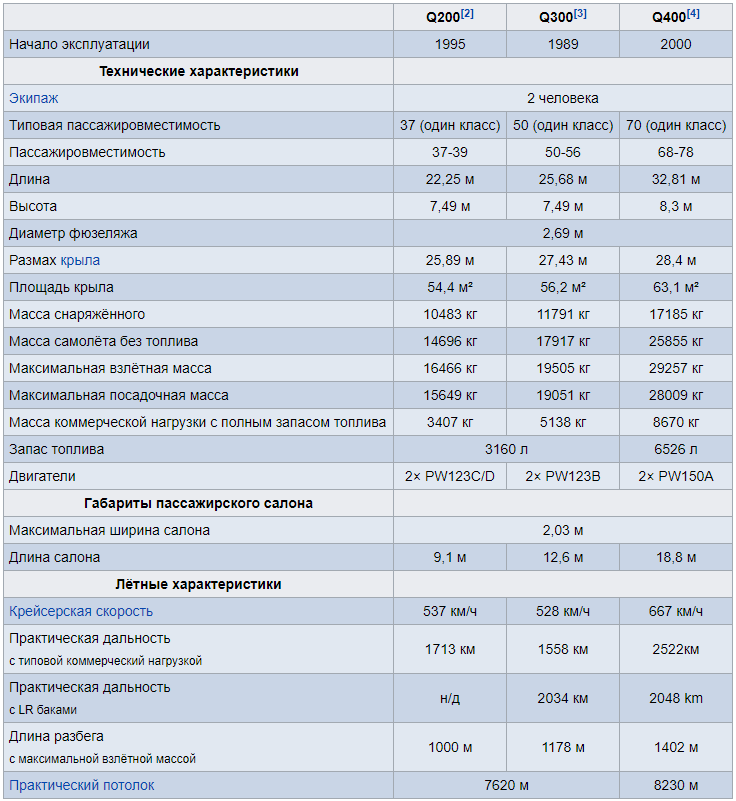 Q200[2] Q300[3] Q400[4]
Начало эксплуатации 1995 1989 2000
Технические характеристики
Экипаж 2 человека
Типовая пассажировместимость 37 (один класс) 50 (один класс) 70 (один класс)
Пассажировместимость 37-39 50-56 68-78
Длина 22,25 м 25,68 м 32,81 м
Высота 7,49 м 7,49 м 8,3 м
Диаметр фюзеляжа 2,69 м
Размах крыла 25,89 м 27,43 м 28,4 м
Площадь крыла 54,4 м² 56,2 м² 63,1 м²
Масса снаряжённого 10483 кг 11791 кг 17185 кг
Масса самолёта без топлива 14696 кг 17917 кг 25855 кг
Максимальная взлётная масса 16466 кг 19505 кг 29257 кг
Максимальная посадочная масса 15649 кг 19051 кг 28009 кг
Масса коммерческой нагрузки с полным запасом топлива 3407 кг 5138 кг 8670 кг
Запас топлива 3160 л 6526 л
Двигатели 2× PW123C/D 2× PW123B 2× PW150A
Габариты пассажирского салона
Максимальная ширина салона 2,03 м
Длина салона 9,1 м 12,6 м 18,8 м
Лётные характеристики
Крейсерская скорость 537 км/ч 528 км/ч 667 км/ч
Практическая дальность
с типовой коммерческий нагрузкой 1713 км 1558 км 2522км
Практическая дальность
с LR баками н/д 2034 км 2048 km
Длина разбега
с максимальной взлётной массой 1000 м 1178 м 1402 м
Практический потолок 7620 м 8230 м